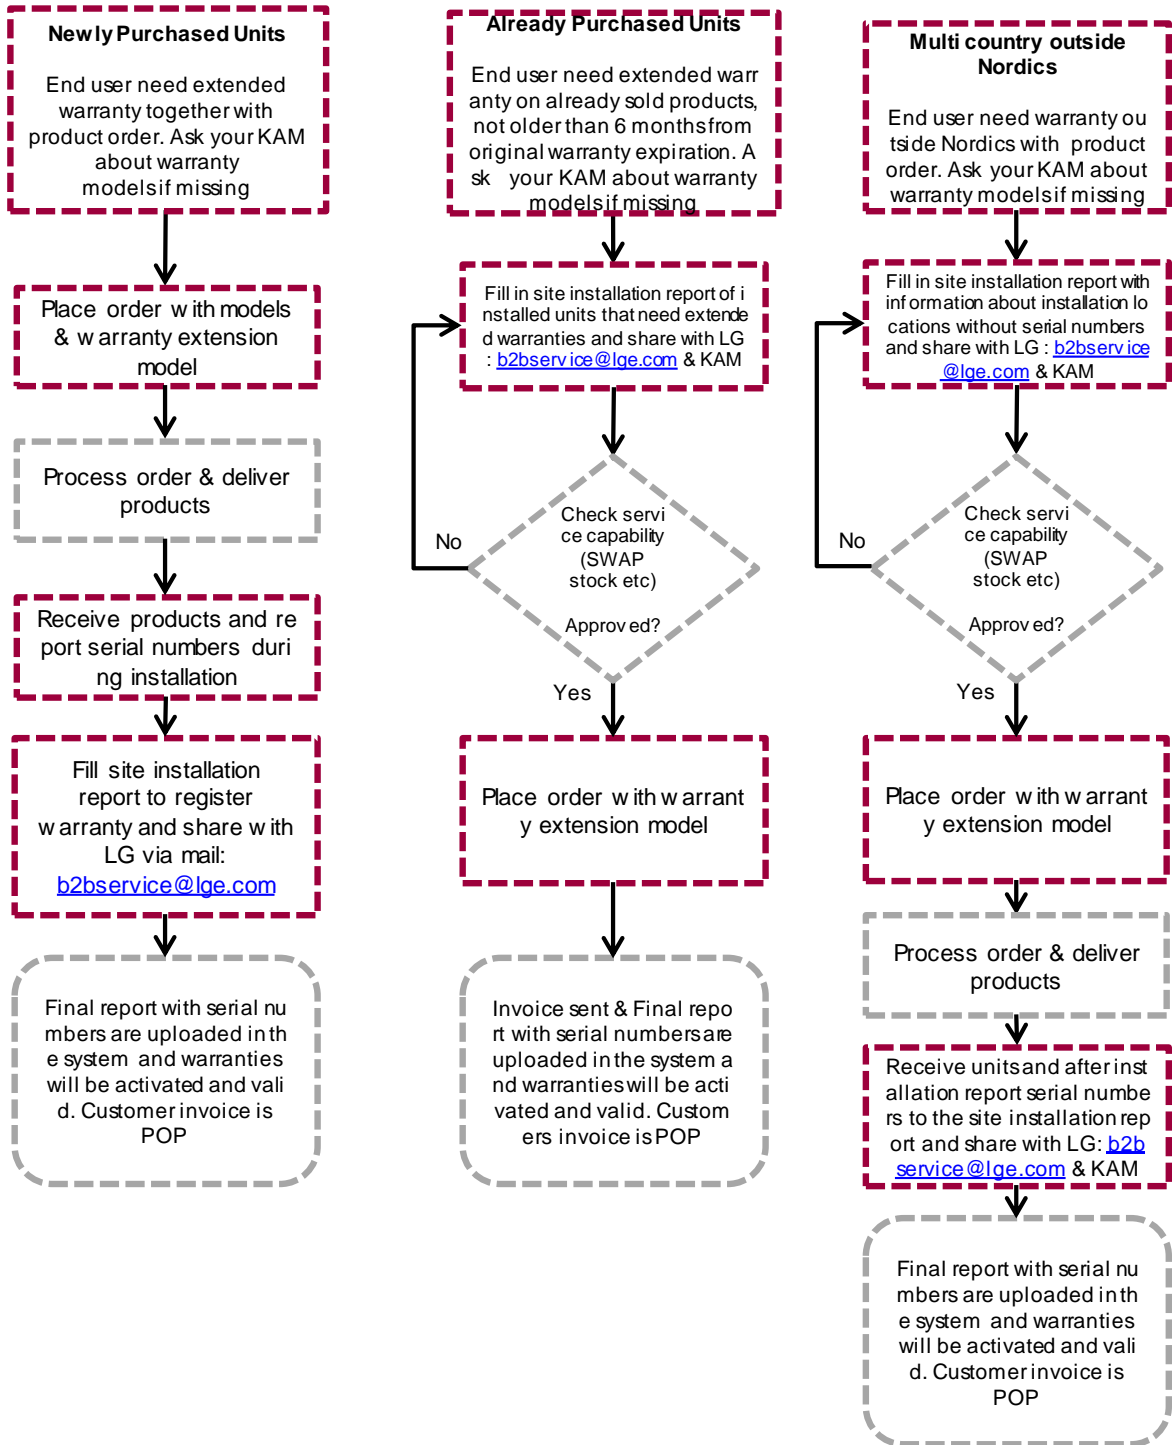 Newly Purchased Units
End user need extended
warranty together with
product order. Ask your KAM
about warranty
models if missing
Place order with models
& warranty extension
model
Process order & deliver
products
Receive products and re
port serial numbers duri
ng installation
Fill site installation
report to register
warranty and share with
LG via mail:
b2bservice@lge.com
Final report with serial nu
mbers are uploaded in th
e system and warranties
will be activated and vali
d. Customer invoice is
POP
Already Purchased Units
End user need extended warr
anty on already sold products,
not older than 6 months from
original warranty expiration. A
sk your KAM about warranty
models if missing
Fill in site installation report of i
nstalled units that need extende
d warranties and share with LG
: b2bservice@lge.com & KAM
Check servi
ce capability
(SWAP
stock etc)
Approved?
No
Yes
Place order with warrant
y extension model
Invoice sent & Final repo
rt with serial numbers are
uploaded in the system a
nd warranties will be acti
vated and valid. Custom
ers invoice is POP
Multi country outside
Nordics
End user need warranty ou
tside Nordics with product
order. Ask your KAM about
warranty models if missing
Fill in site installation report with
information about installation lo
cations without serial numbers
and share with LG : b2bservice
@lge.com & KAM
Check servi
ce capability
(SWAP
stock etc)
Approved?
No
Yes
Place order with warrant
y extension model
Process order & deliver
products
Receive units and after inst
allation report serial numbe
rs to the site installation rep
ort and share with LG: b2b
service@lge.com & KAM
Final report with serial nu
mbers are uploaded in th
e system and warranties
will be activated and vali
d. Customer invoice is
POP